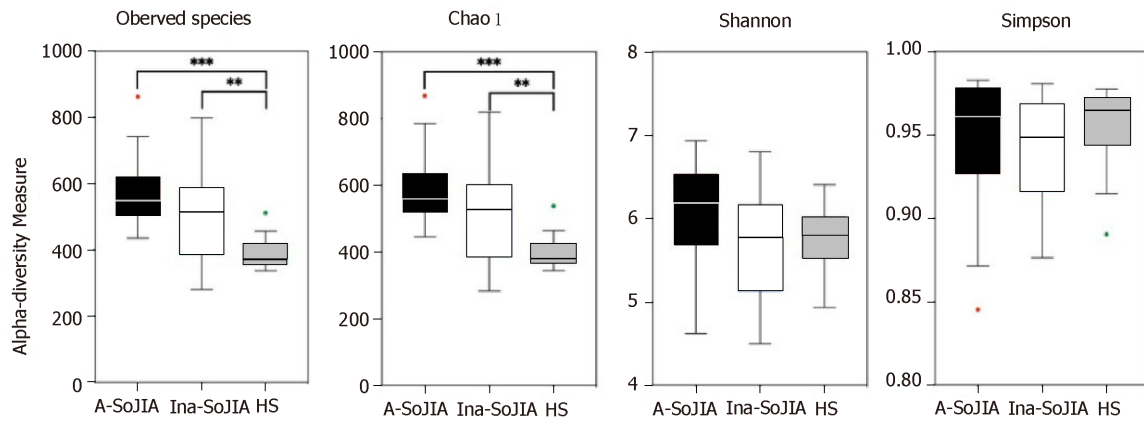 Oberved species
Chao 1
Shannon
Simpson
Alpha-diversity Measure
1000
800
600
400
200
0
***
**
A-SoJIA Ina-SoJIA HS
1000
800
600
400
200
0
***
**
A-SoJIA Ina-SoJIA HS
8
7
6
5
4
A-SoJIA Ina-SoJIA HS
1.00
0.95
0.90
0.85
0.80
A-SoJIA Ina-SoJIA HS